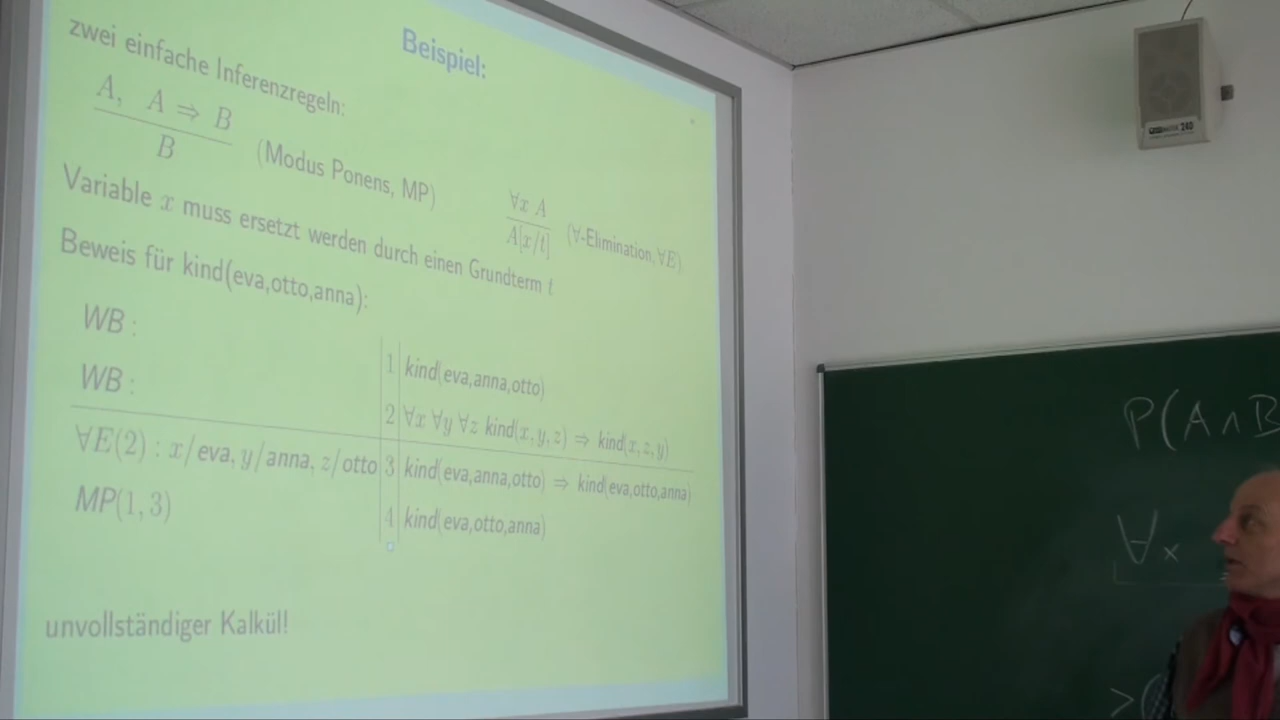 Beispiel:
zwei einfache Inferenzregeln:
A, A ⇒ B
B
(Modus Ponens, MP)
∀x A
A[x/t]
(∀-Elimination, ∀E)
Variable x muss ersetzt werden durch einen Grundterm t
Beweis für kind(eva,otto,anna):
WB : 1 kind(eva,anna,otto)
WB : 2 ∀x ∀y ∀z kind(x, y, z) ⇒ kind(x, z, y)
∀E(2) : x/eva, y/anna, z/otto 3 kind(eva,anna,otto) ⇒ kind(eva,otto,anna)
MP(1, 3) 4 kind(eva,otto,anna)
unvollständiger Kalkül!
P(A ∧ B
∀x
>
240